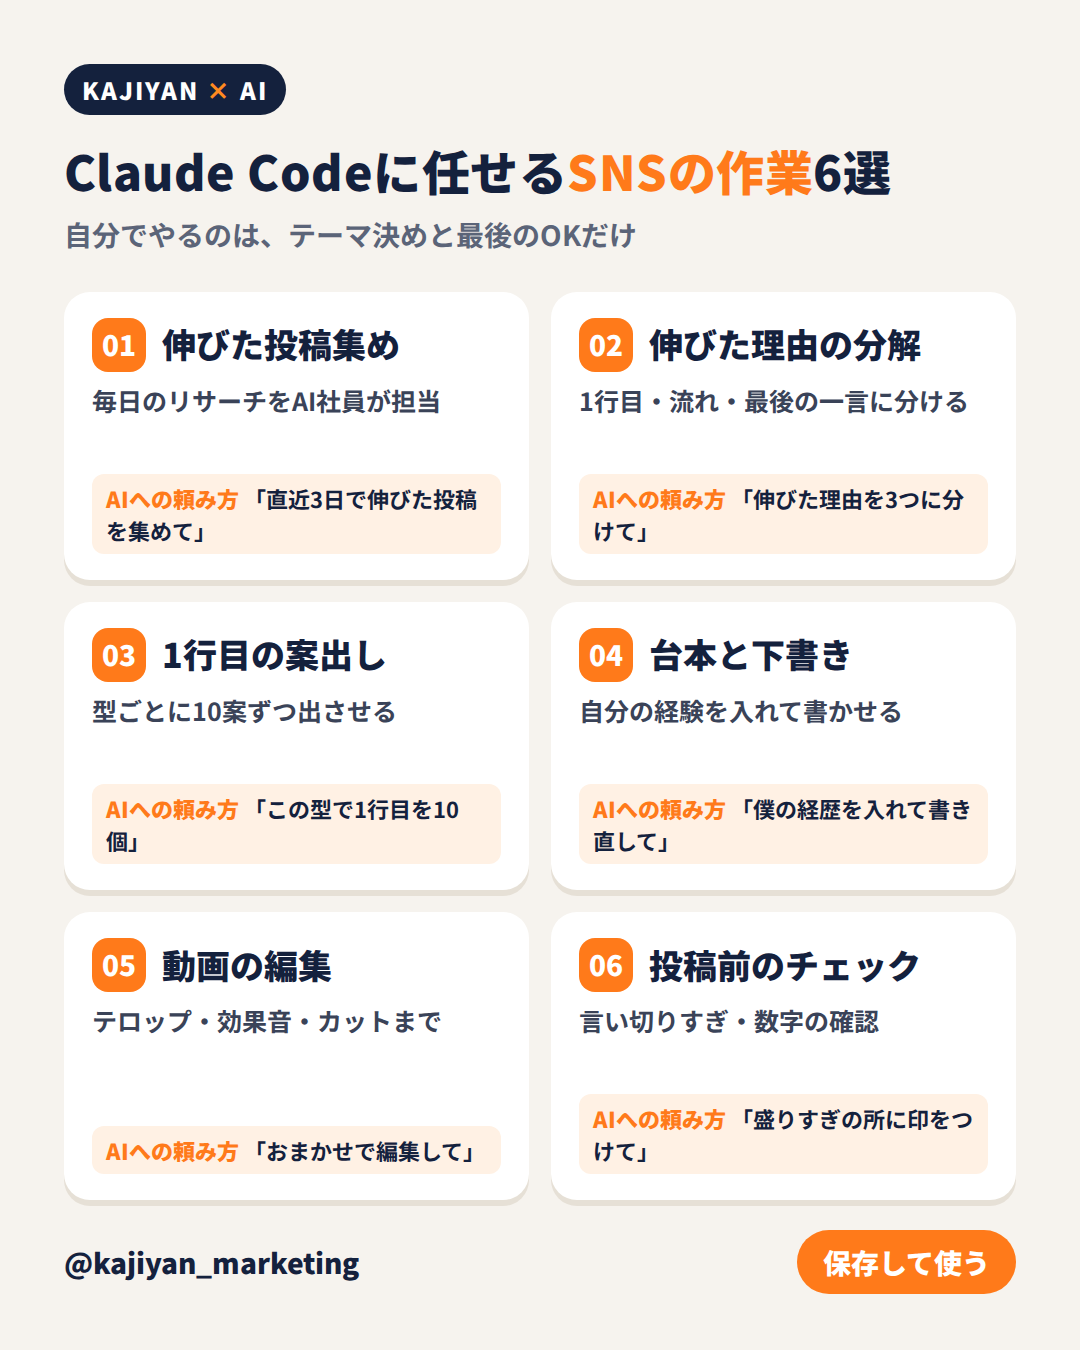 KAJIYAN × AI
Claude Codeに任せるSNSの作業6選
自分でやるのは、テーマ決めと最後のOKだけ
01 伸びた投稿集め
毎日のリサーチをAI社員が担当
AIへの頼み方 「直近3日で伸びた投稿
を集めて」
02 伸びた理由の分解
1行目・流れ・最後の一言に分ける
AIへの頼み方 「伸びた理由を3つに分
けて」
03 1行目の案出し
型ごとに10案ずつ出させる
AIへの頼み方 「この型で1行目を10
個」
04 台本と下書き
自分の経験を入れて書かせる
AIへの頼み方 「僕の経歴を入れて書き
直して」
05 動画の編集
テロップ・効果音・カットまで
AIへの頼み方 「おまかせで編集して」
06 投稿前のチェック
言い切りすぎ・数字の確認
AIへの頼み方 「盛りすぎの所に印をつ
けて」
@kajiyan_marketing
保存して使う